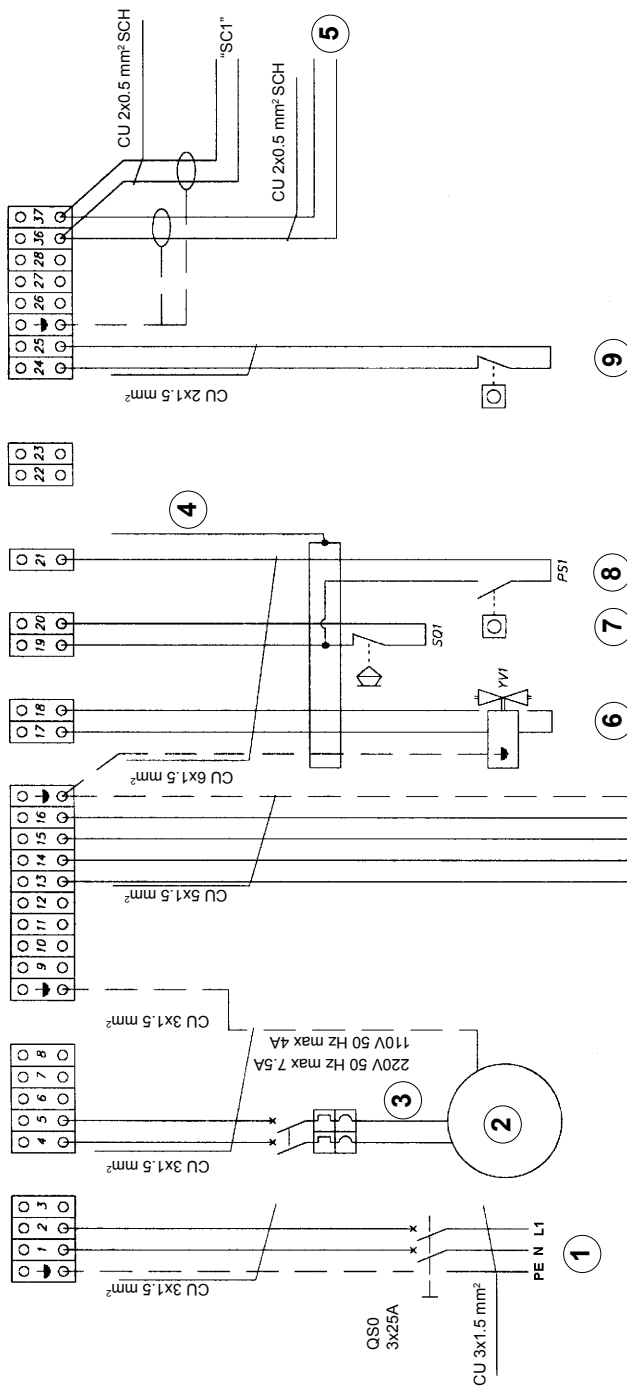 ⏚ 1 2 3
4 5 6 7 8
⏚ 9 10 11 12 13 14 15 16 ⏚
17 18
19 20
21
22 23
24 25 ⏚ 26 27 28 36 37
CU 3x1.5 mm²
CU 3x1.5 mm²
CU 3x1.5 mm²
CU 5x1.5 mm²
CU 6x1.5 mm²
CU 2x1.5 mm²
CU 2x0.5 mm² SCH
"SC1"
CU 2x0.5 mm² SCH
4
5
QS0
3x25A
220V 50 Hz max 7.5A
110V 50 Hz max 4A
3
2
SQ1
YV1
PS1
CU 3x1.5 mm²
PE N L1
1
6
7
8
9